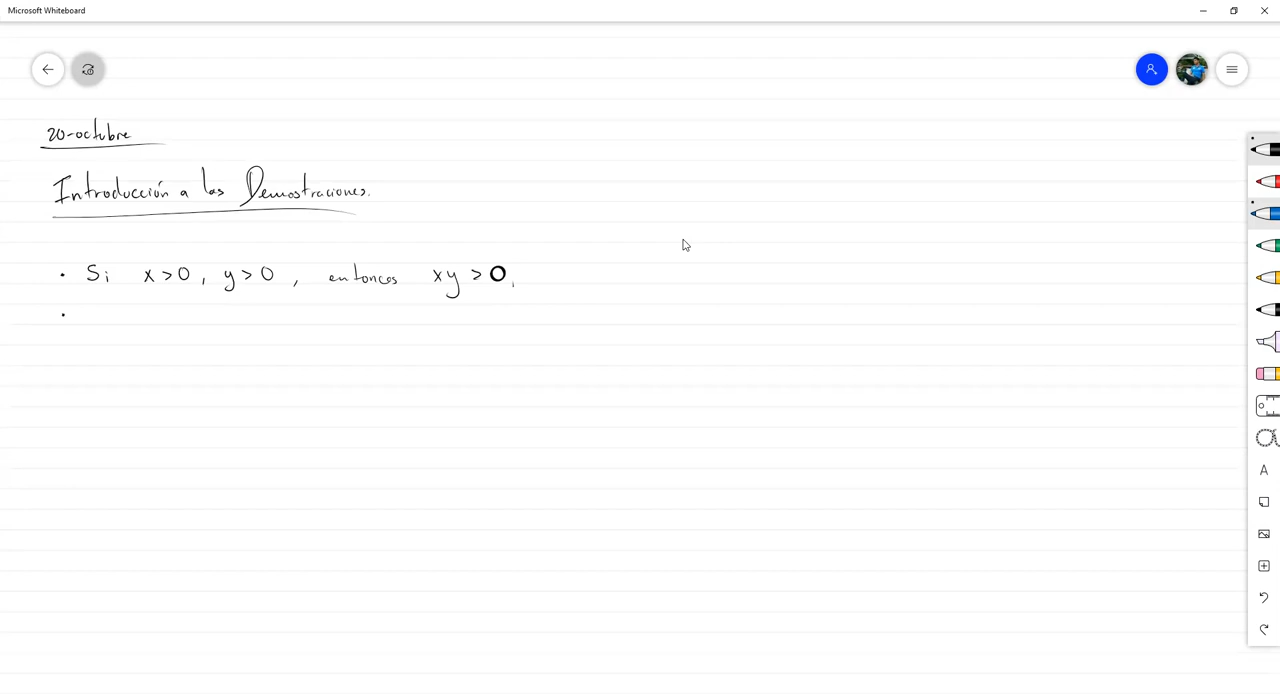 Microsoft Whiteboard
20-octubre
Introducción a las Demostraciones.
• Si x > 0 , y > 0 , entonces xy > 0,
•
A